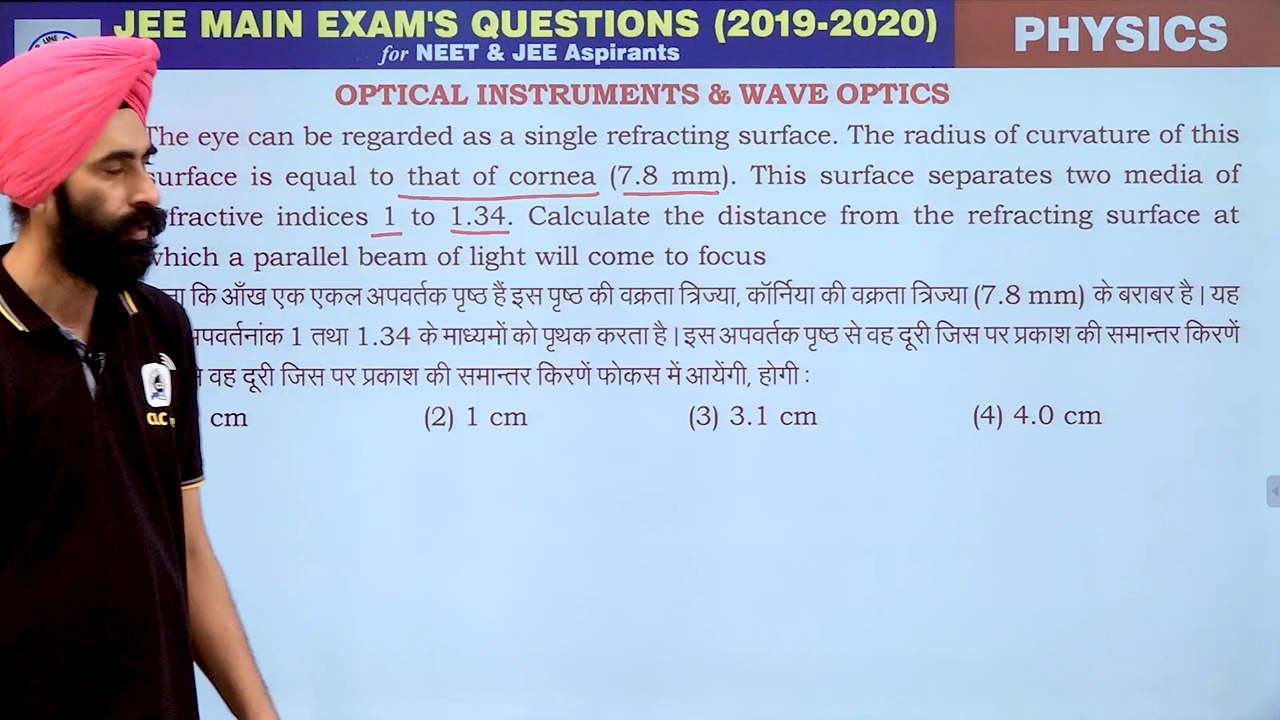 JEE MAIN EXAM'S QUESTIONS (2019-2020)
for NEET & JEE Aspirants
PHYSICS
OPTICAL INSTRUMENTS & WAVE OPTICS
The eye can be regarded as a single refracting surface. The radius of curvature of this
surface is equal to that of cornea (7.8 mm). This surface separates two media of
fractive indices 1 to 1.34. Calculate the distance from the refracting surface at
which a parallel beam of light will come to focus
कि आँख एक एकल अपवर्तक पृष्ठ हैं इस पृष्ठ की वक्रता त्रिज्या, कॉर्निया की वक्रता त्रिज्या (7.8 mm) के बराबर है। यह
अपवर्तनांक 1 तथा 1.34 के माध्यमों को पृथक करता है। इस अपवर्तक पृष्ठ से वह दूरी जिस पर प्रकाश की समान्तर किरणें
वह दूरी जिस पर प्रकाश की समान्तर किरणें फोकस में आयेंगी, होगी :
cm (2) 1 cm (3) 3.1 cm (4) 4.0 cm